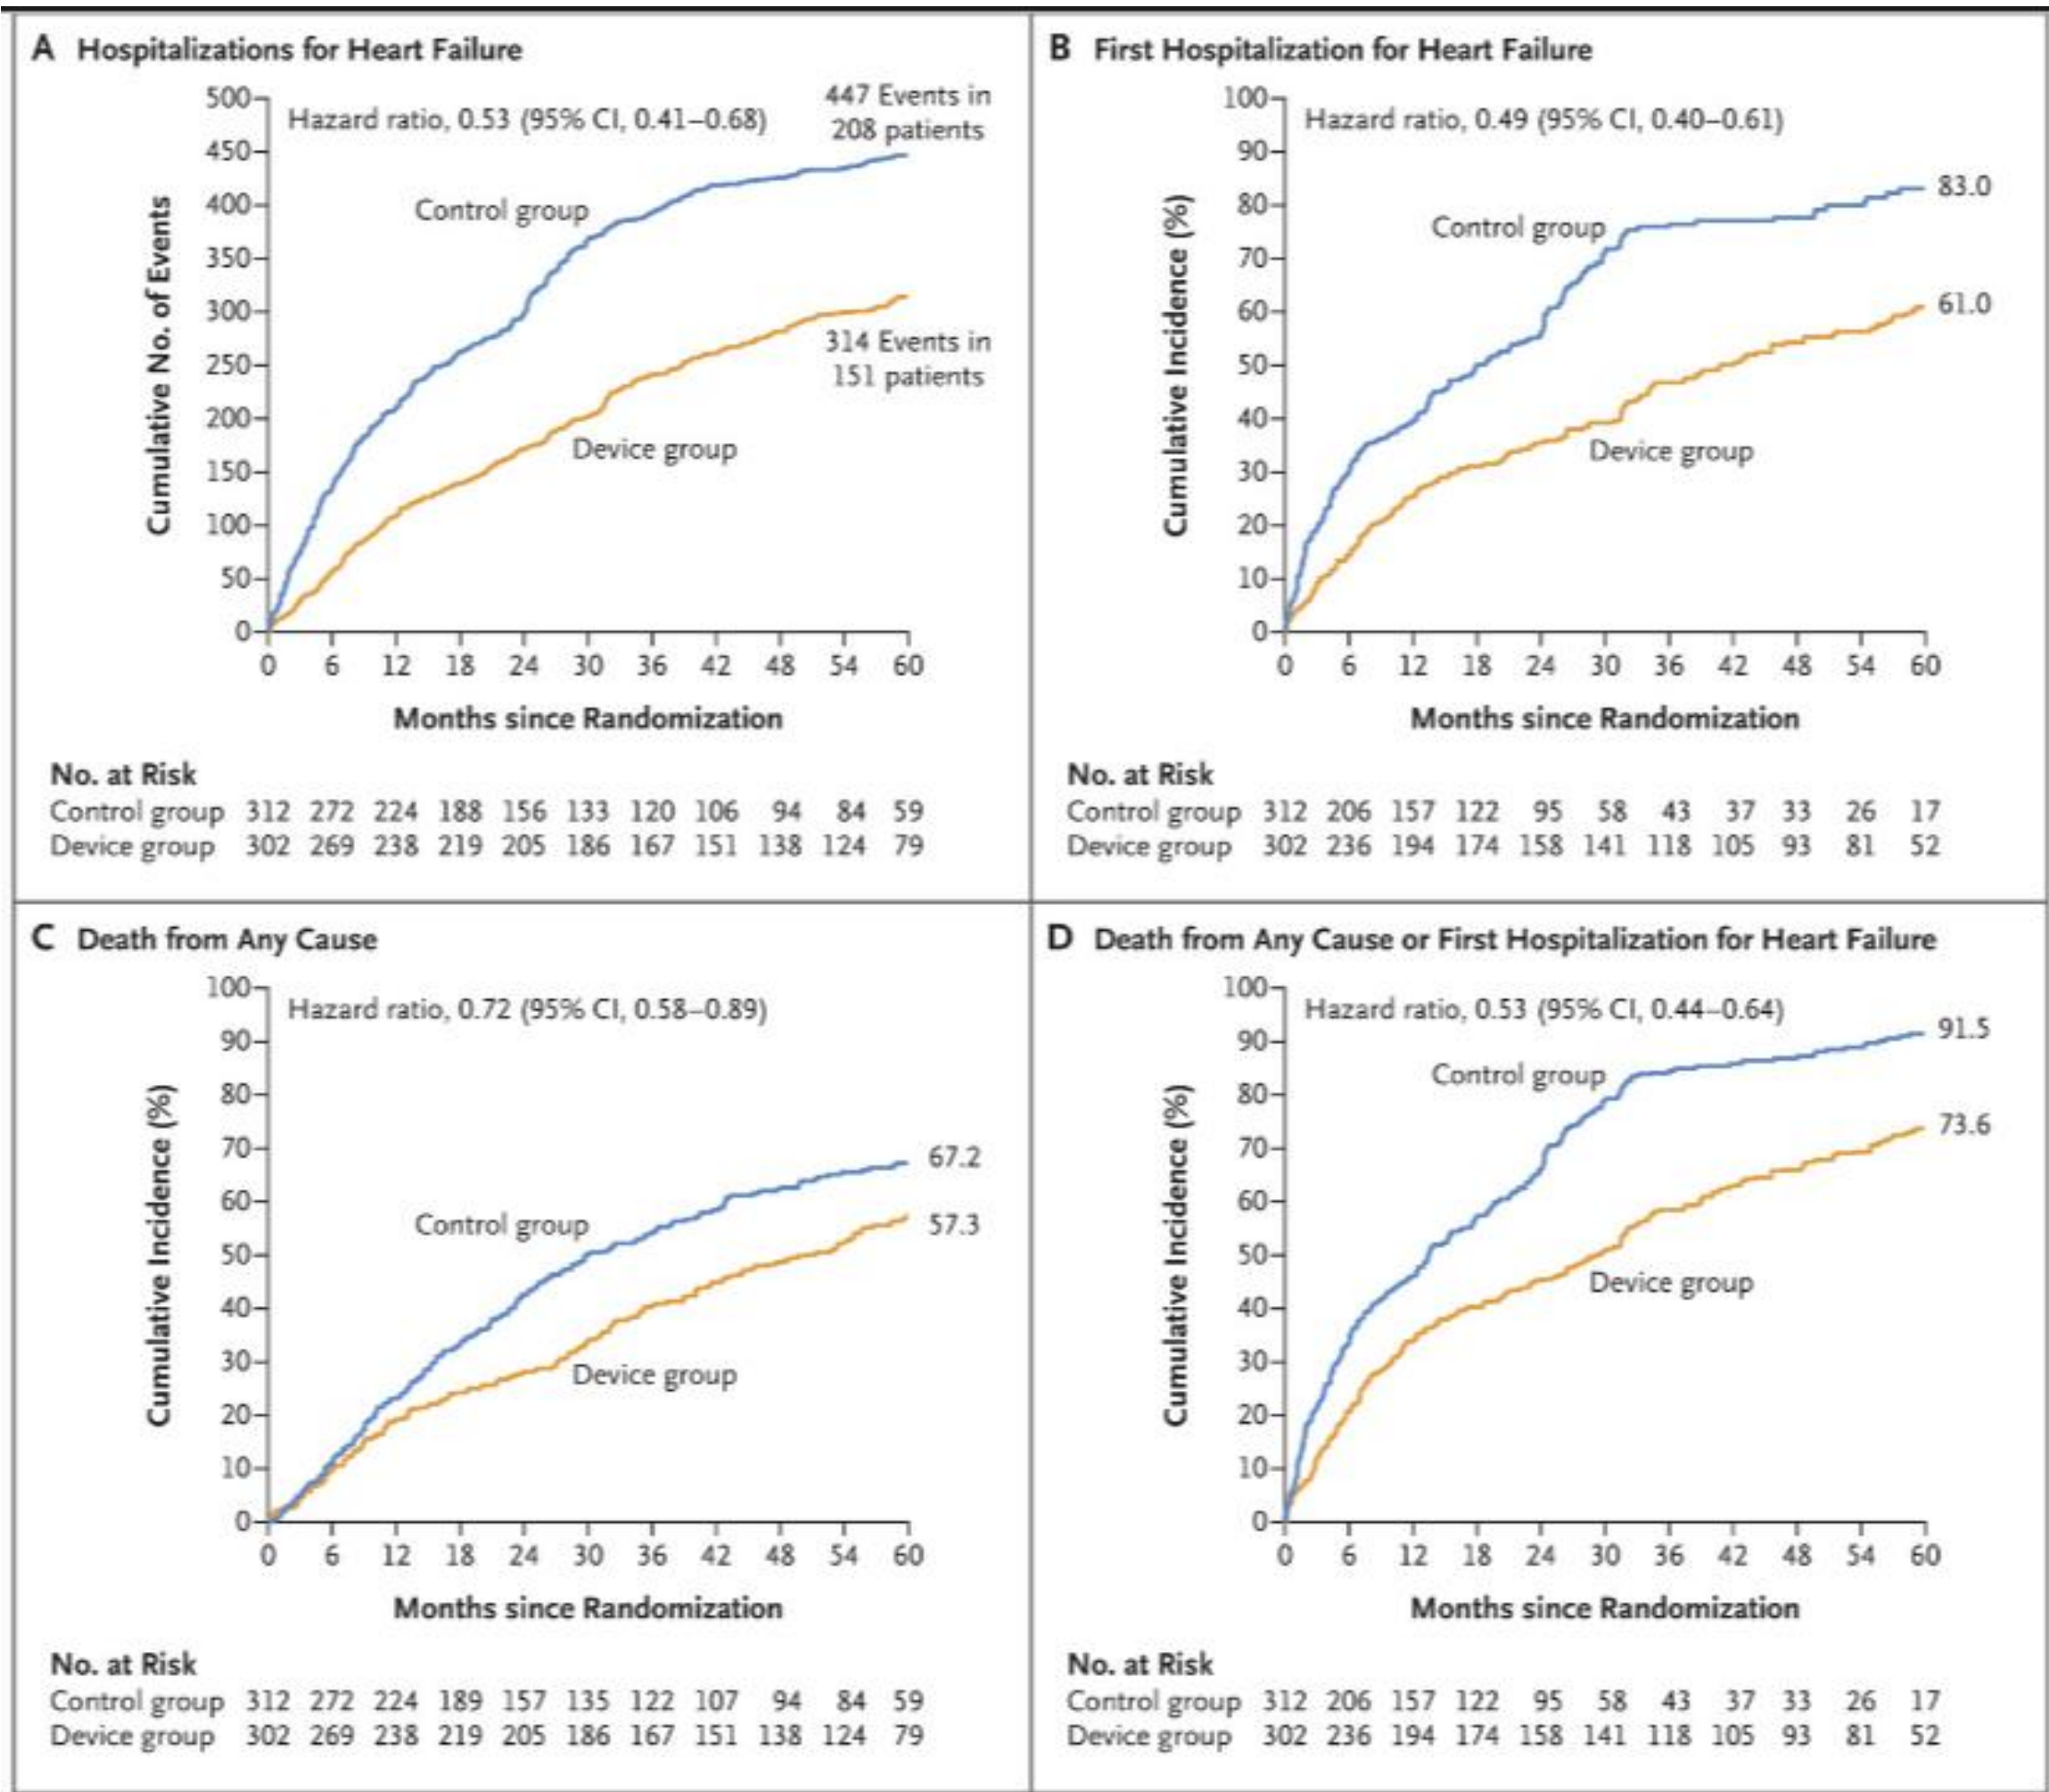 A Hospitalizations for Heart Failure
Hazard ratio, 0.53 (95% CI, 0.41–0.68)
447 Events in
208 patients
Control group
314 Events in
151 patients
Device group
Cumulative No. of Events
500
450
400
350
300
250
200
150
100
50
0
0 6 12 18 24 30 36 42 48 54 60
Months since Randomization
No. at Risk
Control group 312 272 224 188 156 133 120 106 94 84 59
Device group 302 269 238 219 205 186 167 151 138 124 79
B First Hospitalization for Heart Failure
Hazard ratio, 0.49 (95% CI, 0.40–0.61)
83.0
Control group
61.0
Device group
Cumulative Incidence (%)
100
90
80
70
60
50
40
30
20
10
0
0 6 12 18 24 30 36 42 48 54 60
Months since Randomization
No. at Risk
Control group 312 206 157 122 95 58 43 37 33 26 17
Device group 302 236 194 174 158 141 118 105 93 81 52
C Death from Any Cause
Hazard ratio, 0.72 (95% CI, 0.58–0.89)
67.2
Control group
57.3
Device group
Cumulative Incidence (%)
100
90
80
70
60
50
40
30
20
10
0
0 6 12 18 24 30 36 42 48 54 60
Months since Randomization
No. at Risk
Control group 312 272 224 189 157 135 122 107 94 84 59
Device group 302 269 238 219 205 186 167 151 138 124 79
D Death from Any Cause or First Hospitalization for Heart Failure
Hazard ratio, 0.53 (95% CI, 0.44–0.64)
91.5
Control group
73.6
Device group
Cumulative Incidence (%)
100
90
80
70
60
50
40
30
20
10
0
0 6 12 18 24 30 36 42 48 54 60
Months since Randomization
No. at Risk
Control group 312 206 157 122 95 58 43 37 33 26 17
Device group 302 236 194 174 158 141 118 105 93 81 52